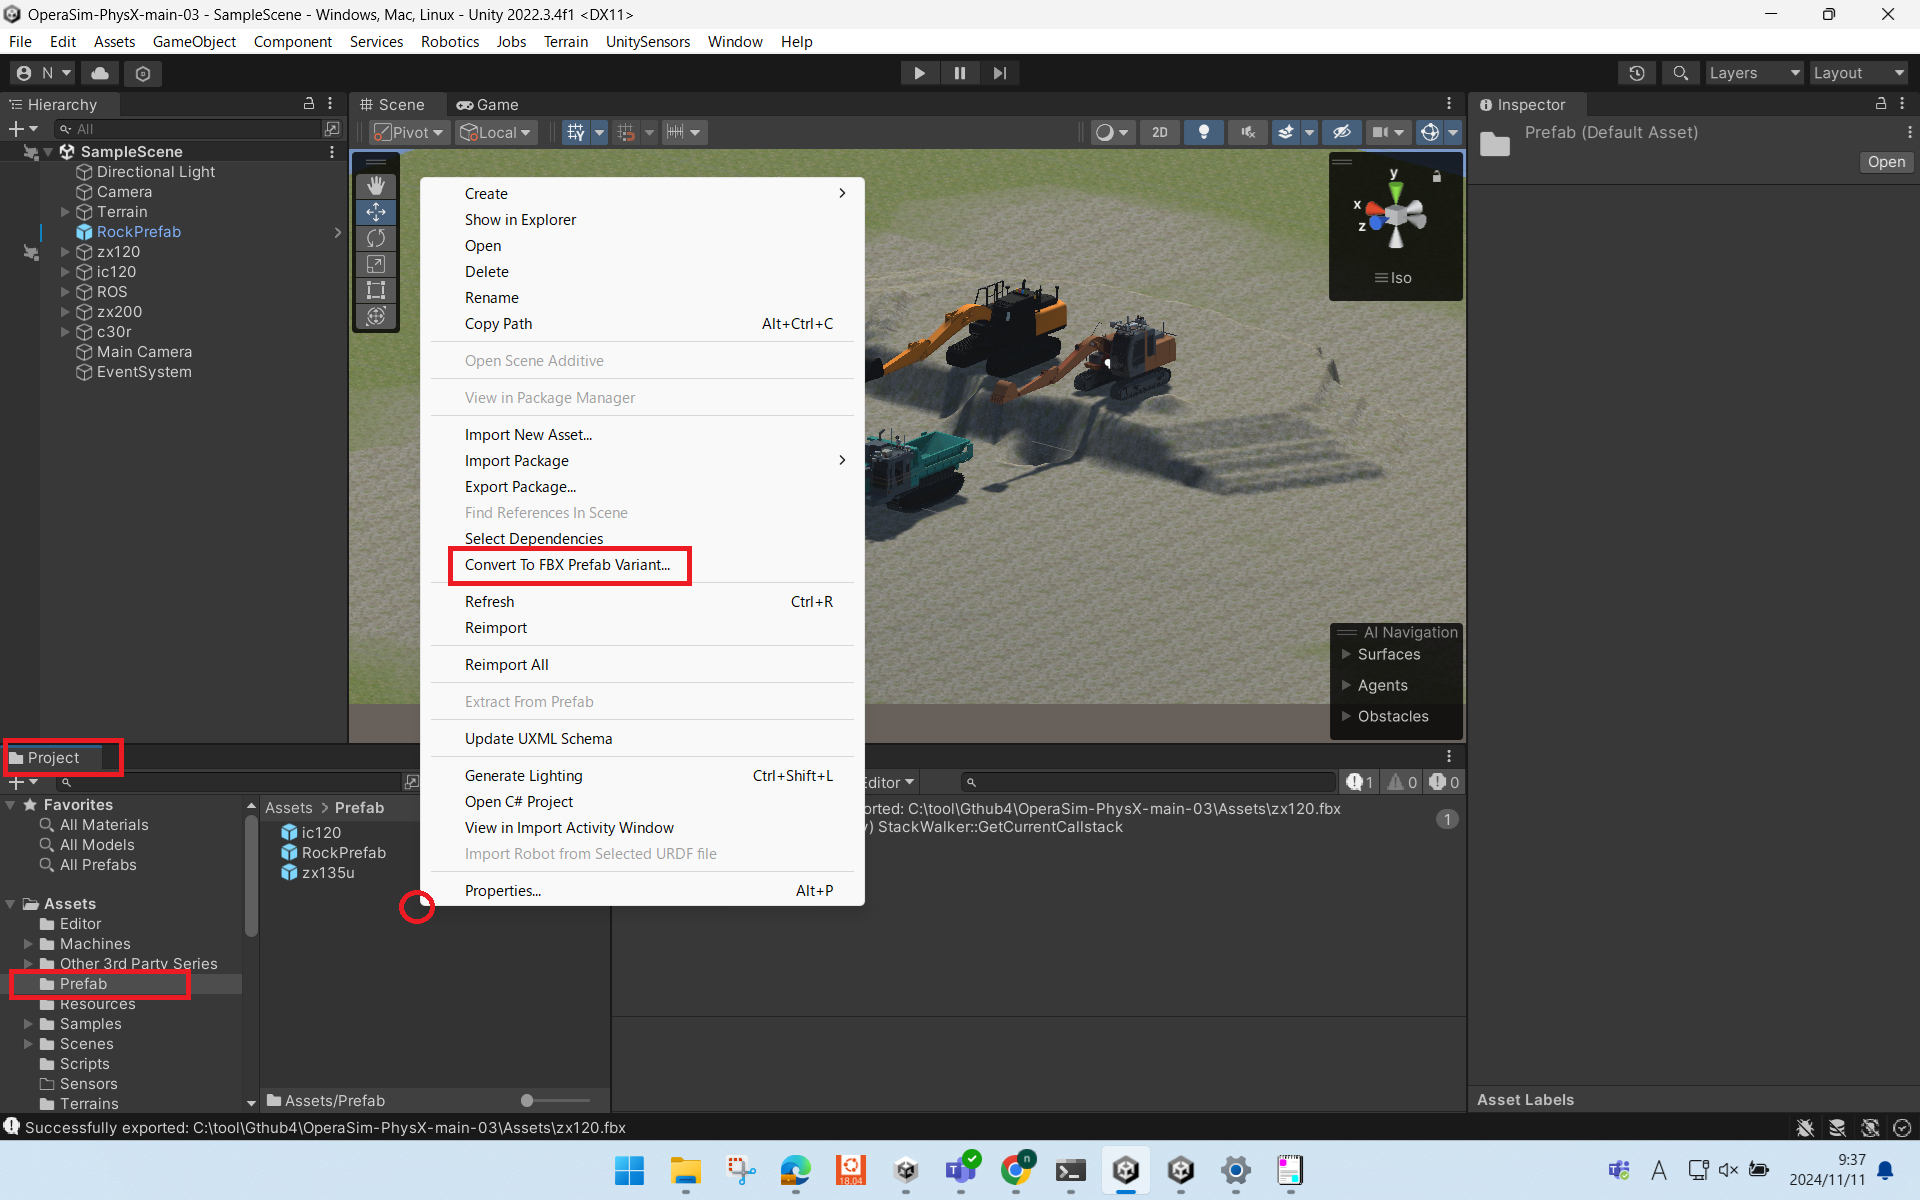 OperaSim-PhysX-main-03 - SampleScene - Windows, Mac, Linux - Unity 2022.3.4f1 <DX11>
File Edit Assets GameObject Component Services Robotics Jobs Terrain UnitySensors Window Help
N Layers Layout
Hierarchy
All
SampleScene
Directional Light
Camera
Terrain
RockPrefab
zx120
ic120
ROS
zx200
c30r
Main Camera
EventSystem
Scene Game
Pivot Local 2D
y
x
z
Iso
Create
Show in Explorer
Open
Delete
Rename
Copy Path Alt+Ctrl+C
Open Scene Additive
View in Package Manager
Import New Asset...
Import Package
Export Package...
Find References In Scene
Select Dependencies
Convert To FBX Prefab Variant...
Refresh Ctrl+R
Reimport
Reimport All
Extract From Prefab
Update UXML Schema
Generate Lighting Ctrl+Shift+L
Open C# Project
View in Import Activity Window
Import Robot from Selected URDF file
Properties... Alt+P
AI Navigation
Surfaces
Agents
Obstacles
Inspector
Prefab (Default Asset)
Open
Asset Labels
Project
Favorites
All Materials
All Models
All Prefabs
Assets
Editor
Machines
Other 3rd Party Series
Prefab
Resources
Samples
Scenes
Scripts
Sensors
Terrains
Assets > Prefab
ic120
RockPrefab
zx135u
Assets/Prefab
Editor 1 0 0
orted: C:\tool\Gthub4\OperaSim-PhysX-main-03\Assets\zx120.fbx
) StackWalker::GetCurrentCallstack
1
Successfully exported: C:\tool\Gthub4\OperaSim-PhysX-main-03\Assets\zx120.fbx
18.04
n
A
9:37
2024/11/11